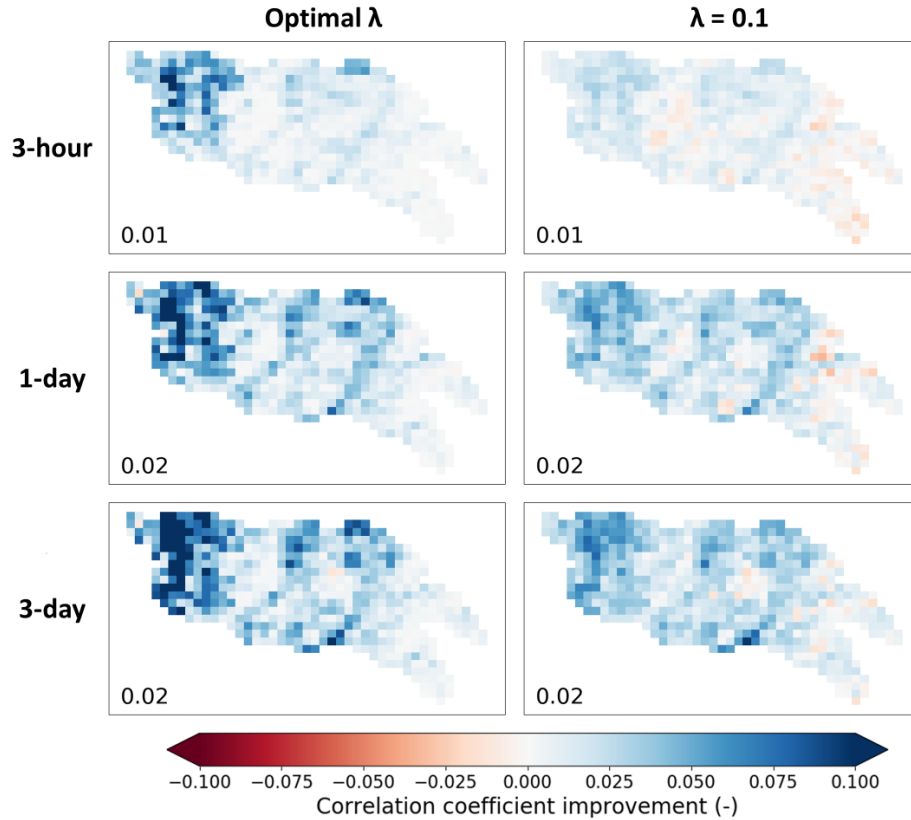 Optimal λ
λ = 0.1
3-hour
0.01
0.01
1-day
0.02
0.02
3-day
0.02
0.02
−0.100 −0.075 −0.050 −0.025 0.000 0.025 0.050 0.075 0.100
Correlation coefficient improvement (-)